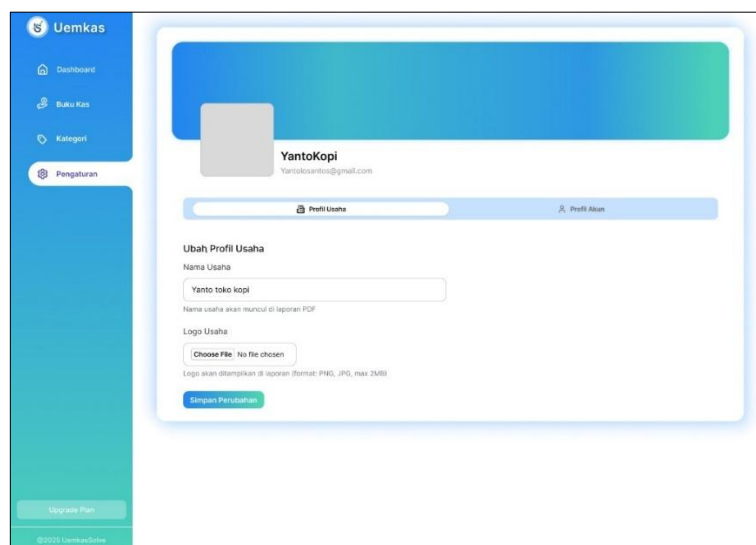 Uemkas
Dashboard
Buku Kas
Kategori
Pengaturan
Upgrade Plan
@2025 UemkasSolve
YantoKopi
Yantolosantos@gmail.com
Profil Usaha
Profil Akun
Ubah Profil Usaha
Nama Usaha
Yanto toko kopi
Nama usaha akan muncul di laporan PDF
Logo Usaha
Choose File No file chosen
Logo akan ditampilkan di laporan (format: PNG, JPG, max 2MB)
Simpan Perubahan